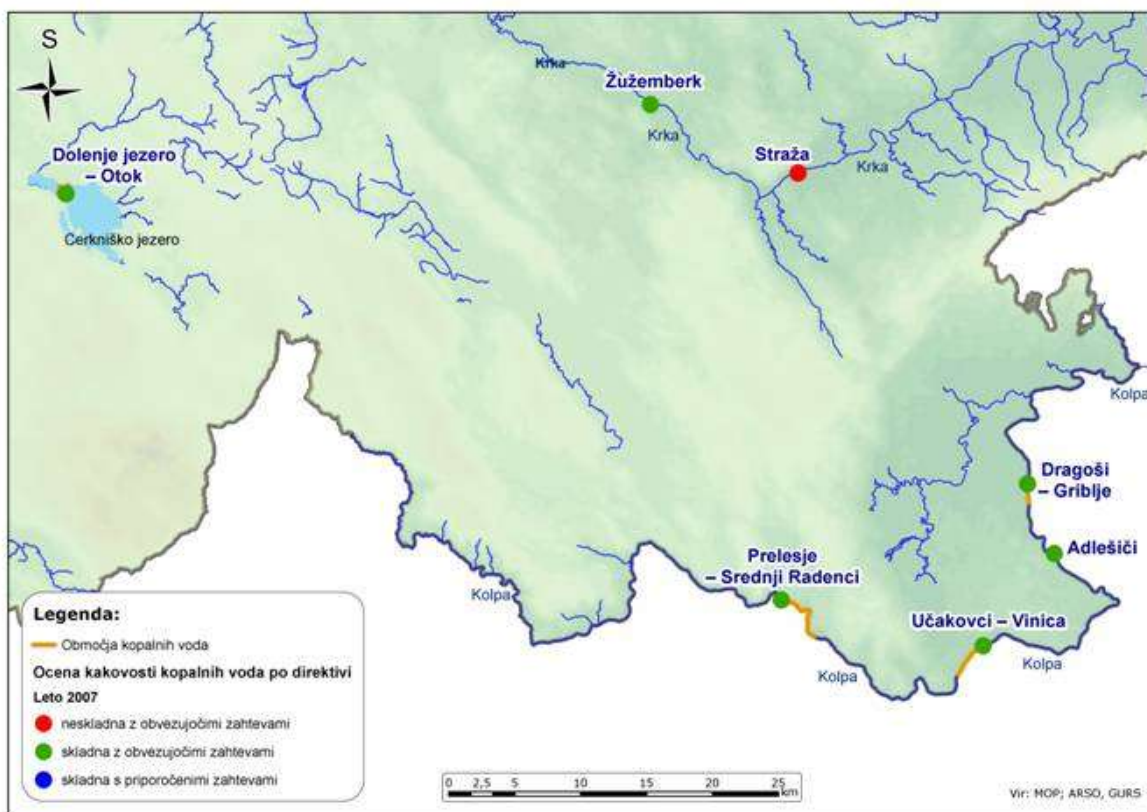 S
Krka
Žužemberk
Krka
Straža
Krka
Dolenje jezero
– Otok
Cerkniško jezero
Kolpa
Dragoši
– Griblje
Adlešiči
Prelesje
– Srednji Radenci
Kolpa
Učakovci – Vinica
Kolpa
Kolpa
Legenda:
Območja kopalnih voda
Ocena kakovosti kopalnih voda po direktivi
Leto 2007
neskladna z obvezujočimi zahtevami
skladna z obvezujočimi zahtevami
skladna s priporočenimi zahtevami
0 2,5 5 10 15 20 25
km
Vir: MOP; ARSO, GURS